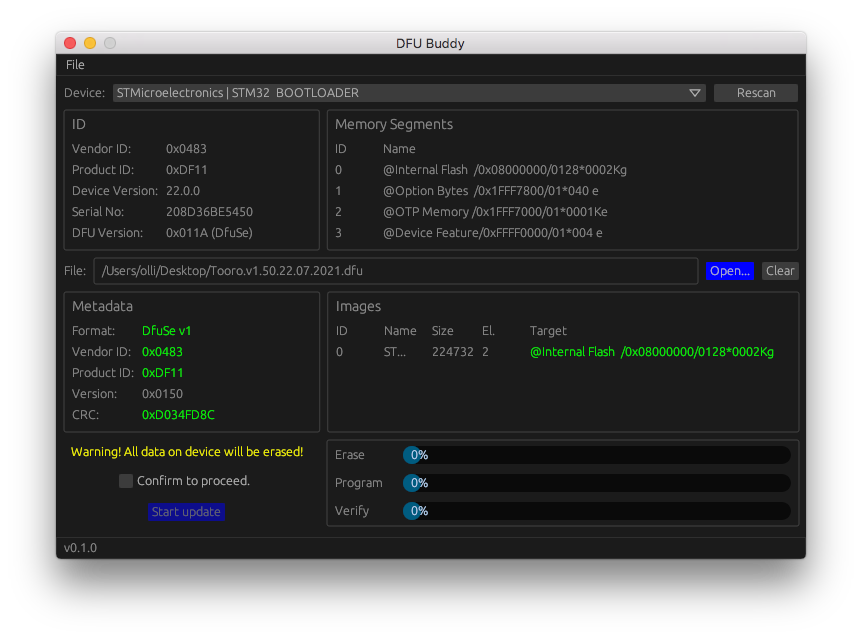 DFU Buddy
File
Device: STMicroelectronics | STM32 BOOTLOADER Rescan
ID
Vendor ID: 0x0483
Product ID: 0xDF11
Device Version: 22.0.0
Serial No: 208D36BE5450
DFU Version: 0x011A (DfuSe)
Memory Segments
ID Name
0 @Internal Flash /0x08000000/0128*0002Kg
1 @Option Bytes /0x1FFF7800/01*040 e
2 @OTP Memory /0x1FFF7000/01*0001Ke
3 @Device Feature/0xFFFF0000/01*004 e
File: /Users/olli/Desktop/Tooro.v1.50.22.07.2021.dfu Open... Clear
Metadata
Format: DfuSe v1
Vendor ID: 0x0483
Product ID: 0xDF11
Version: 0x0150
CRC: 0xD034FD8C
Images
ID Name Size El. Target
0 ST... 224732 2 @Internal Flash /0x08000000/0128*0002Kg
Warning! All data on device will be erased!
Confirm to proceed.
Start update
Erase 0%
Program 0%
Verify 0%
v0.1.0